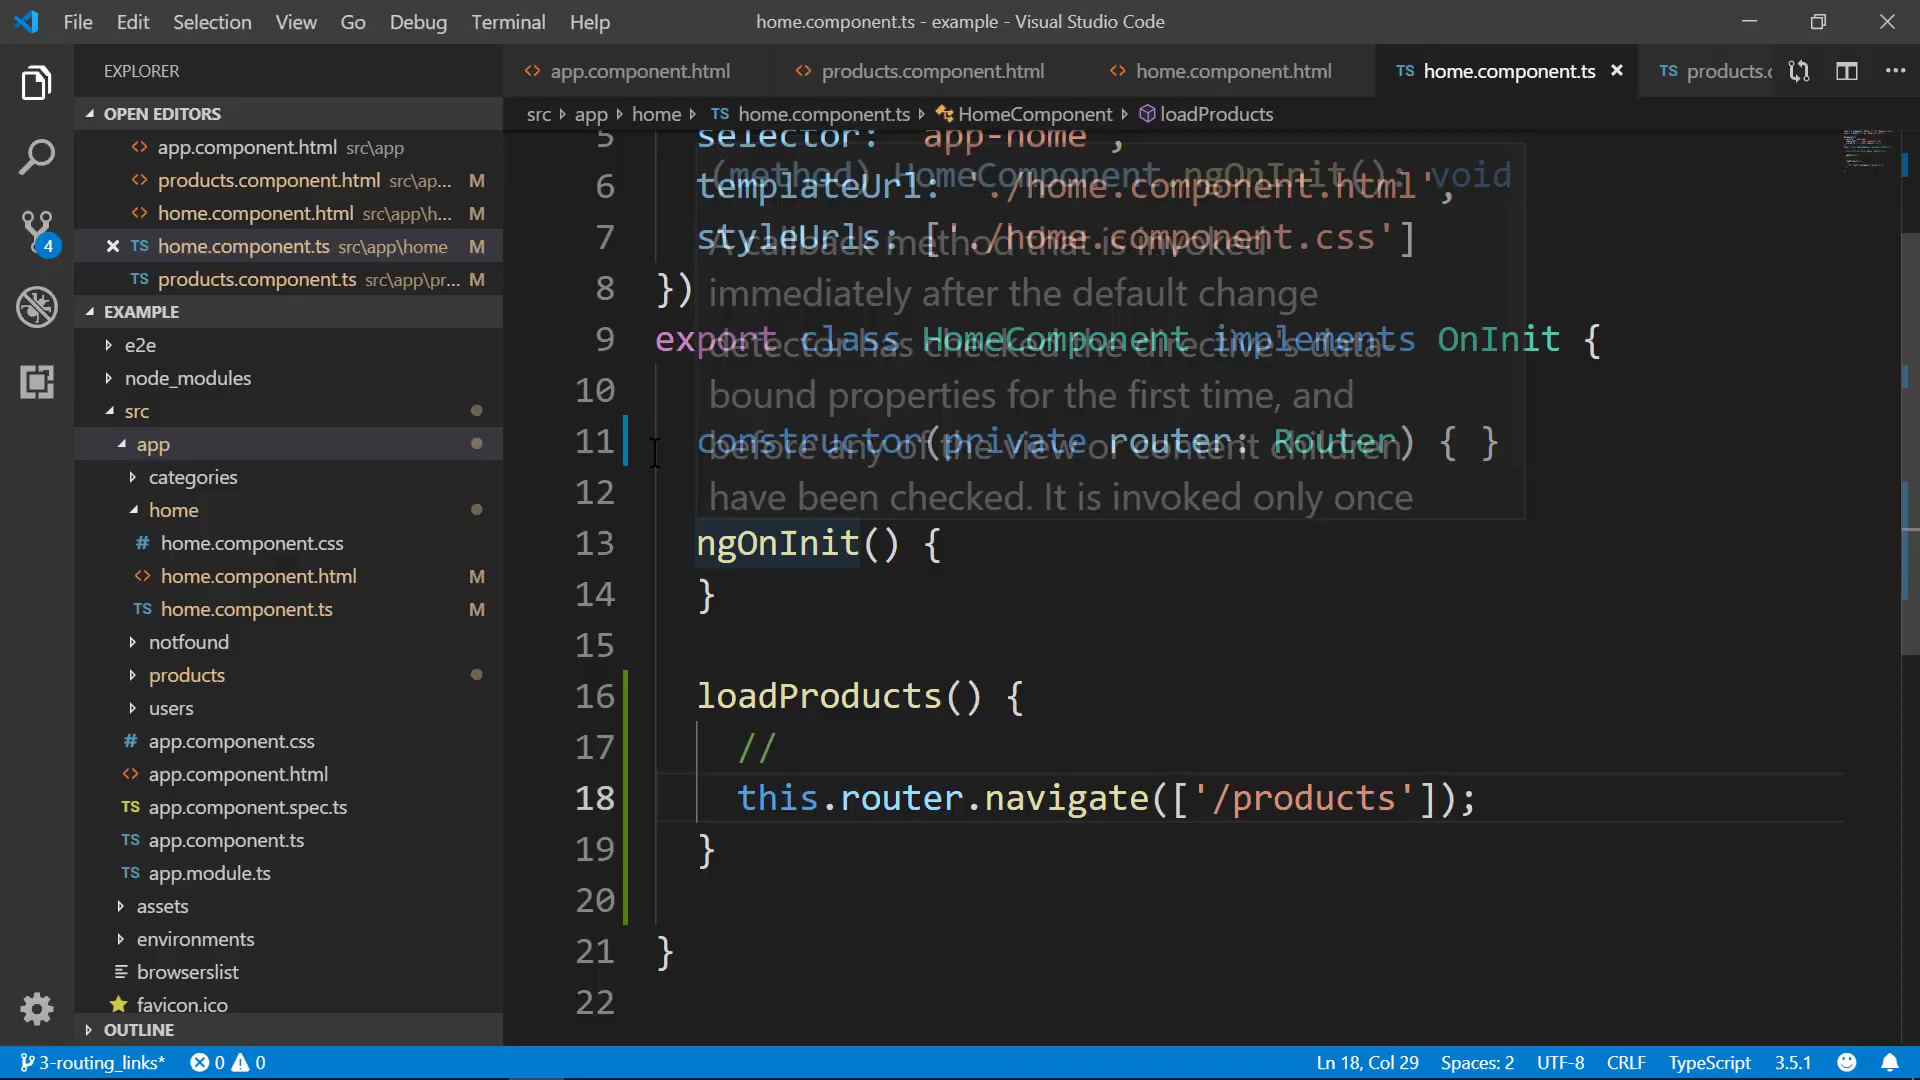 File Edit Selection View Go Debug Terminal Help
home.component.ts - example - Visual Studio Code
EXPLORER
OPEN EDITORS
app.component.html src\app
products.component.html src\ap... M
home.component.html src\app\h... M
TS home.component.ts src\app\home M
TS products.component.ts src\app\pr... M
EXAMPLE
e2e
node_modules
src
app
categories
home
# home.component.css
<> home.component.html M
TS home.component.ts M
notfound
products
users
# app.component.css
<> app.component.html
TS app.component.spec.ts
TS app.component.ts
TS app.module.ts
assets
environments
browserslist
favicon.ico
OUTLINE
<> app.component.html <> products.component.html <> home.component.html TS home.component.ts TS products.c
src > app > home > TS home.component.ts > HomeComponent > loadProducts
5 selector: 'app-home',
(method) HomeComponent.ngOnInit(): void
6 templateUrl: './home.component.html',
7 styleUrls: ['./home.component.css']
A callback method that is invoked
8 })
immediately after the default change
9 export class HomeComponent implements OnInit {
detector has checked the directive's data-
10
bound properties for the first time, and
11 constructor(private router: Router) { }
before any of the view or content children
12
have been checked. It is invoked only once
13 ngOnInit() {
14 }
15
16 loadProducts() {
17 //
18 this.router.navigate(['/products']);
19 }
20
21 }
22
4
3-routing_links* 0 0
Ln 18, Col 29 Spaces: 2 UTF-8 CRLF TypeScript 3.5.1